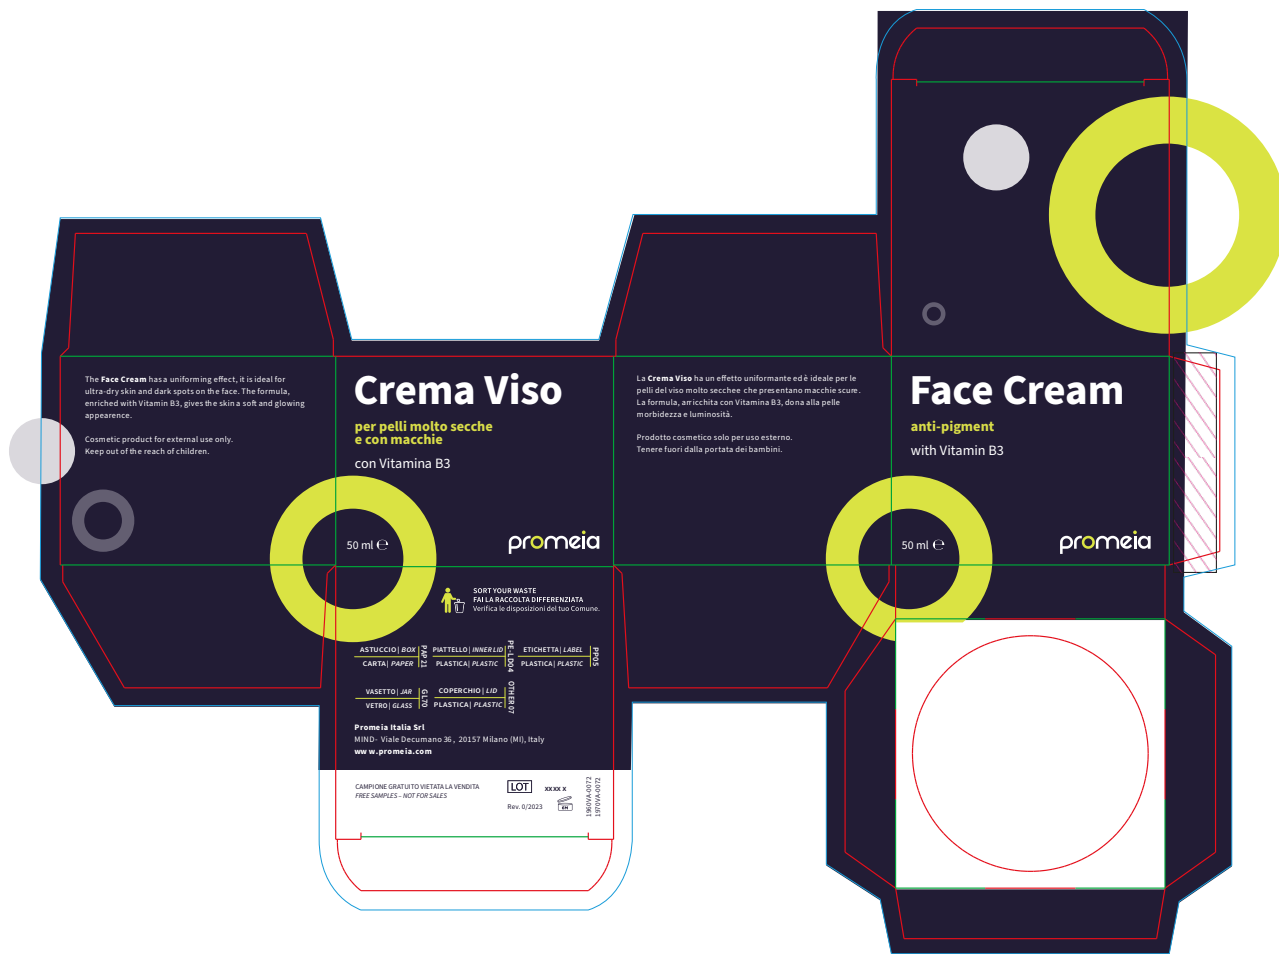 The Face Cream has a uniforming effect, it is ideal for
ultra-dry skin and dark spots on the face. The formula,
enriched with Vitamin B3, gives the skin a soft and glowing
appearence.
Cosmetic product for external use only.
Keep out of the reach of children.
Crema Viso
per pelli molto secche
e con macchie
con Vitamina B3
50 ml ℮
promeia
La Crema Viso ha un effetto uniformante ed è ideale per le
pelli del viso molto secchee che presentano macchie scure.
La formula, arricchita con Vitamina B3, dona alla pelle
morbidezza e luminosità.
Prodotto cosmetico solo per uso esterno.
Tenere fuori dalla portata dei bambini.
Face Cream
anti-pigment
with Vitamin B3
50 ml ℮
promeia
SORT YOUR WASTE
FAI LA RACCOLTA DIFFERENZIATA
Verifica le disposizioni del tuo Comune.
ASTUCCIO | BOX
CARTA | PAPER
PAP 21
PIATTELLO | INNER LID
PLASTICA | PLASTIC
PE-LD04
ETICHETTA | LABEL
PLASTICA | PLASTIC
PP05
VASETTO | JAR
VETRO | GLASS
GL70
COPERCHIO | LID
PLASTICA | PLASTIC
OTHER 07
Promeia Italia Srl
MIND- Viale Decumano 36, 20157 Milano (MI), Italy
www.promeia.com
CAMPIONE GRATUITO VIETATA LA VENDITA
FREE SAMPLES – NOT FOR SALES
LOT
xxxx x
Rev. 0/2023
6M
1960VA-0072
1970VA-0072